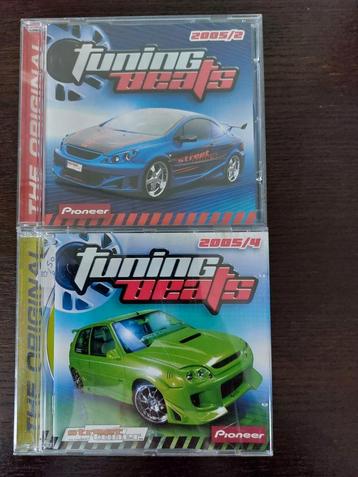 2005/2
tuning
Beats
THE ORIGINAL
Pioneer
2005/4
tuning
Beats
THE ORIGINAL
Pioneer